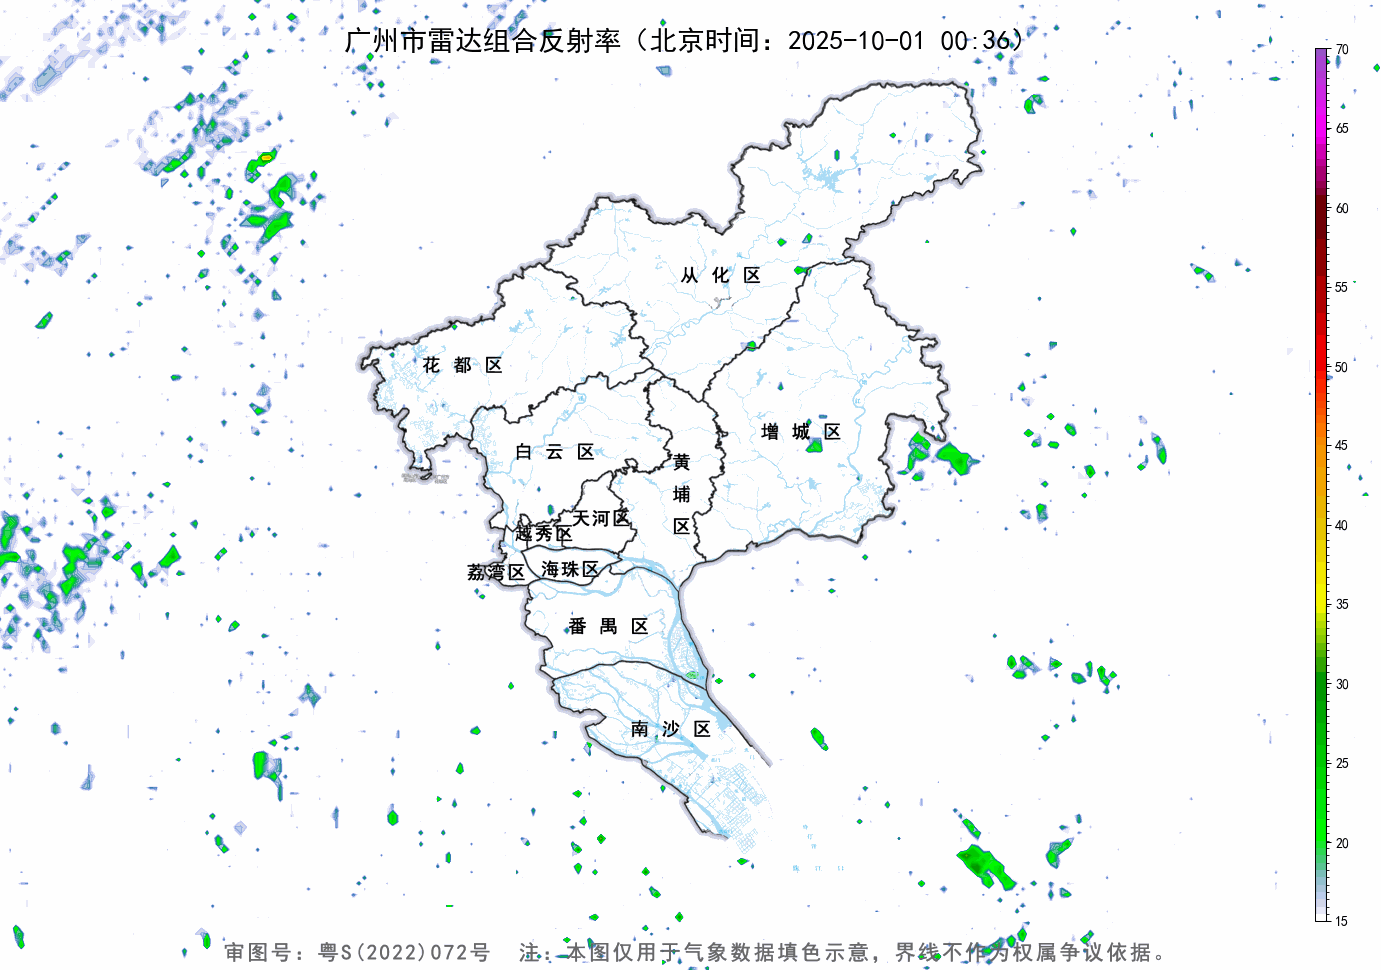 广州市雷达组合反射率（北京时间：2025-10-01 00:36）
70
65
60
55
50
45
40
35
30
25
20
15
从化区
花都区
增城区
白云区
黄埔区
天河区
越秀区
荔湾区
海珠区
番禺区
南沙区
审图号：粤S(2022)072号 注：本图仅用于气象数据填色示意，界线不作为权属争议依据。